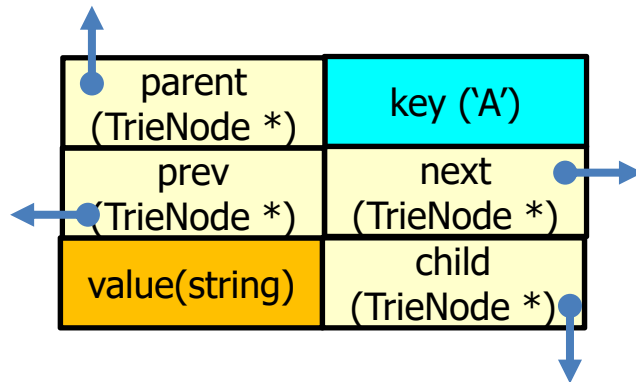 parent
(TrieNode *)
key (‘A’)
prev
(TrieNode *)
next
(TrieNode *)
value(string)
child
(TrieNode *)